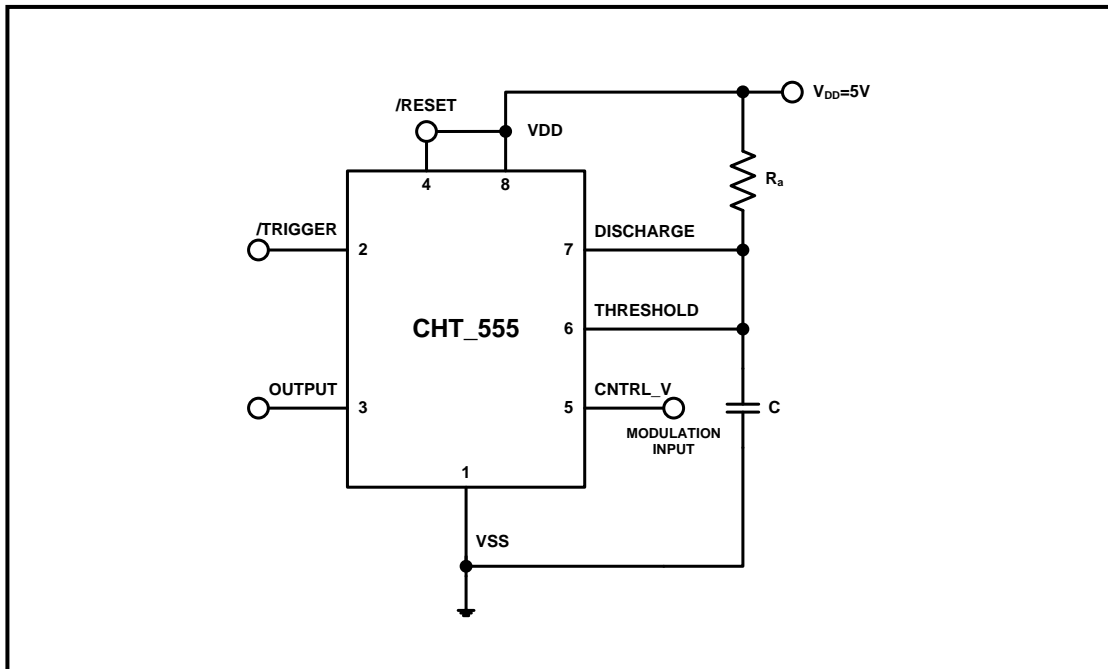 V_DD=5V
/RESET
VDD
4
8
R_a
/TRIGGER
DISCHARGE
2
7
THRESHOLD
CHT_555
6
OUTPUT
CNTRL_V
3
5
C
MODULATION
INPUT
1
VSS